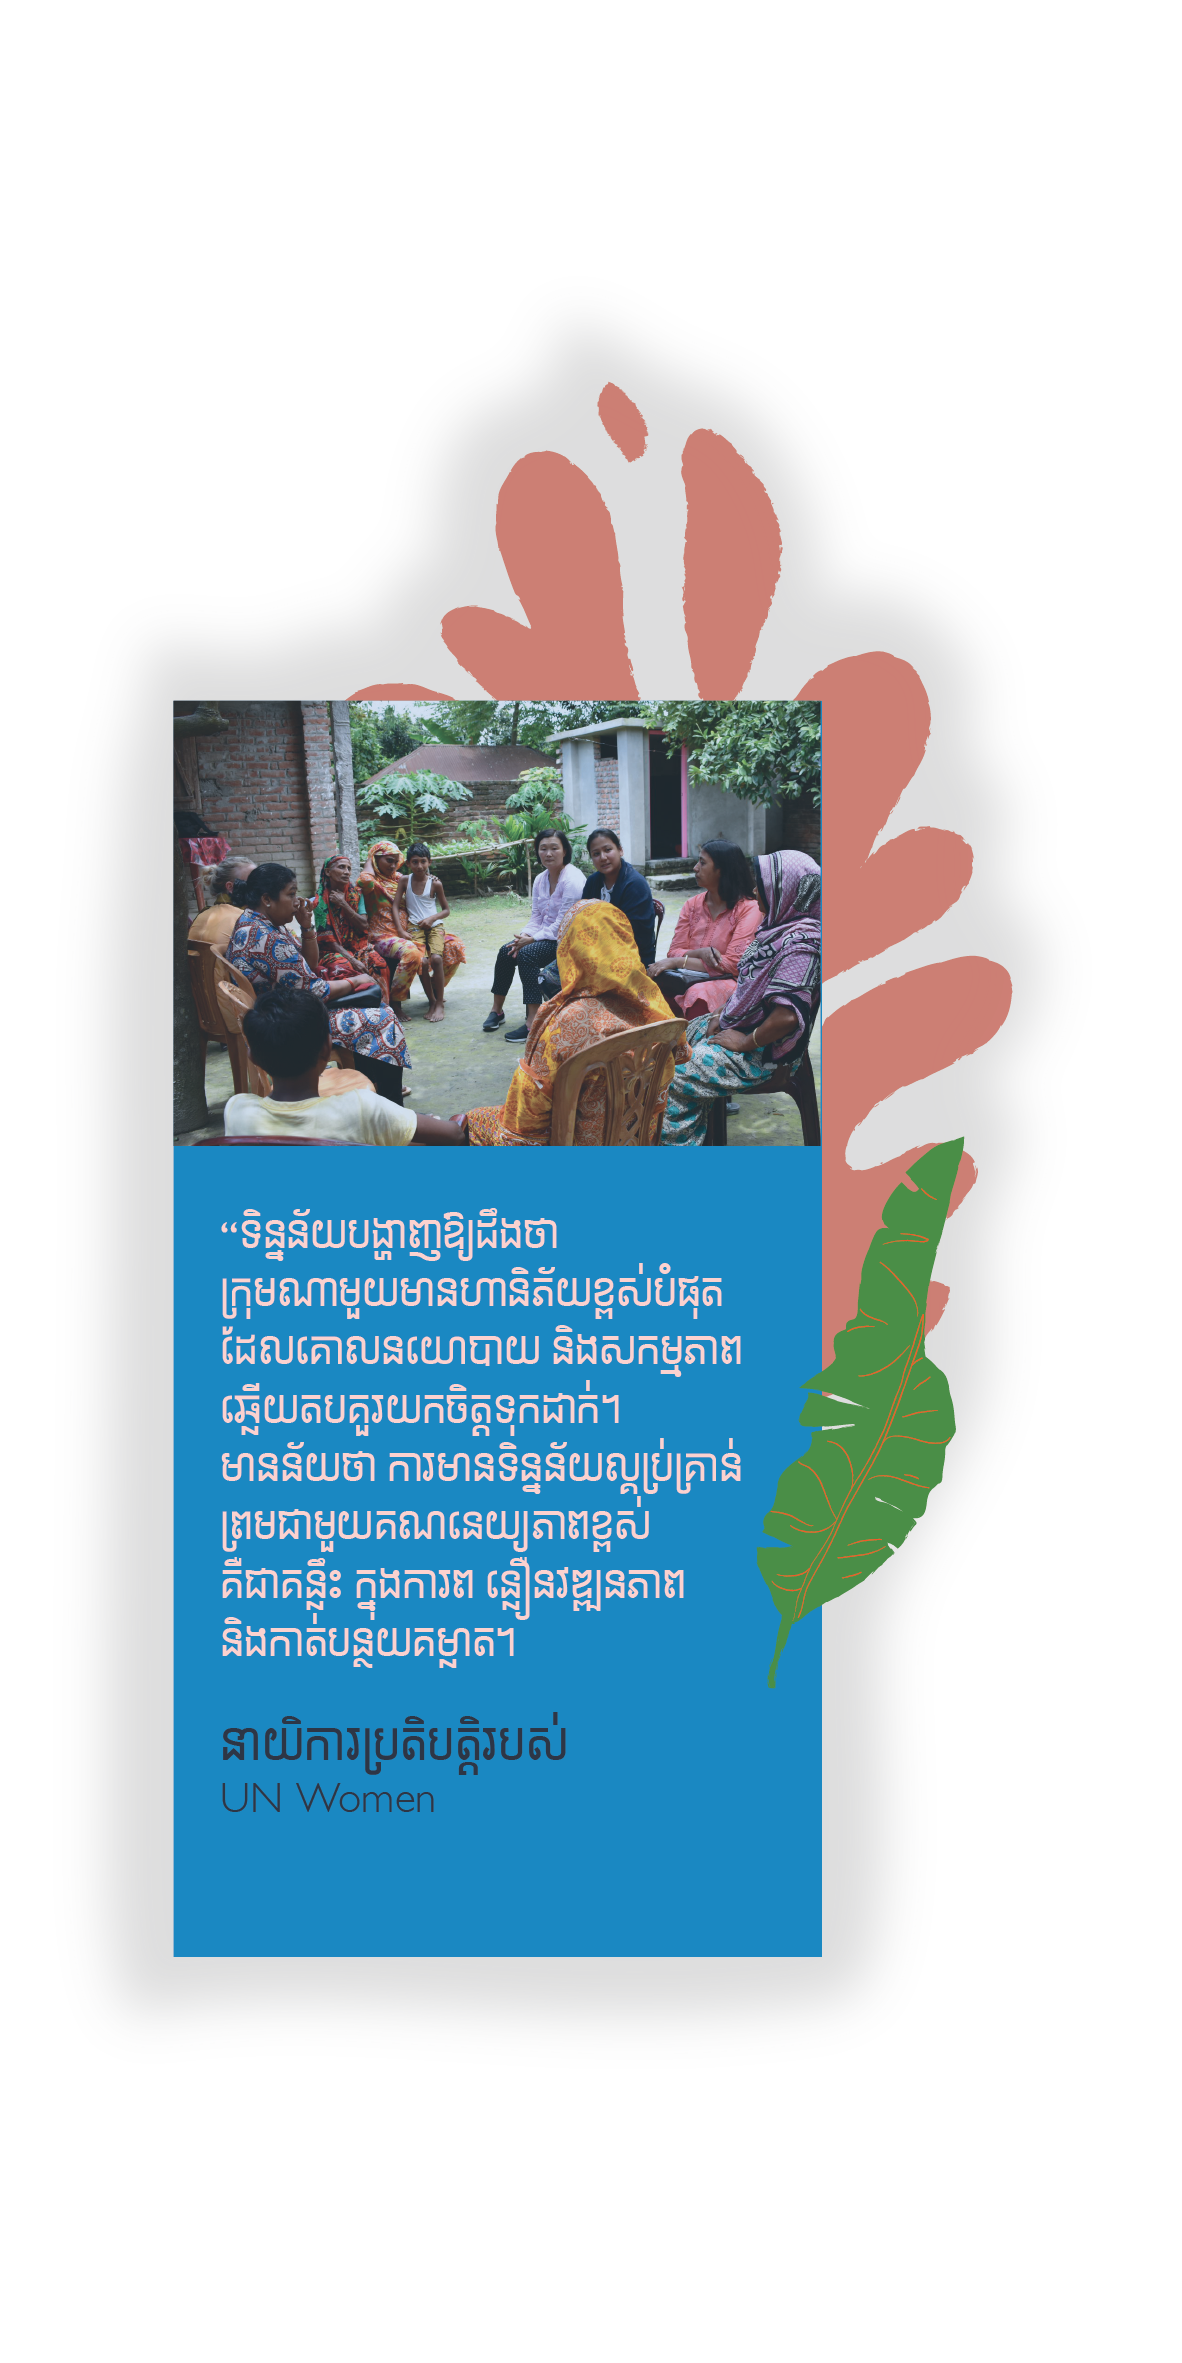 “ទិន្នន័យបង្ហាញឱ្យដឹងថា
ក្រុមណាមួយមានហានិភ័យខ្ពស់បំផុត
ដែលគោលនយោបាយ និងសកម្មភាព
ឆ្លើយតបគួរយកចិត្តទុកដាក់។
មានន័យថា ការមានទិន្នន័យល្អគ្រប់គ្រាន់
ព្រមជាមួយគណនេយ្យភាពខ្ពស់
គឺជាគន្លឹះ ក្នុងការព ន្លឿនវឌ្ឍនភាព
និងកាត់បន្ថយគម្លាត។
នាយិការប្រតិបត្តិរបស់
UN Women